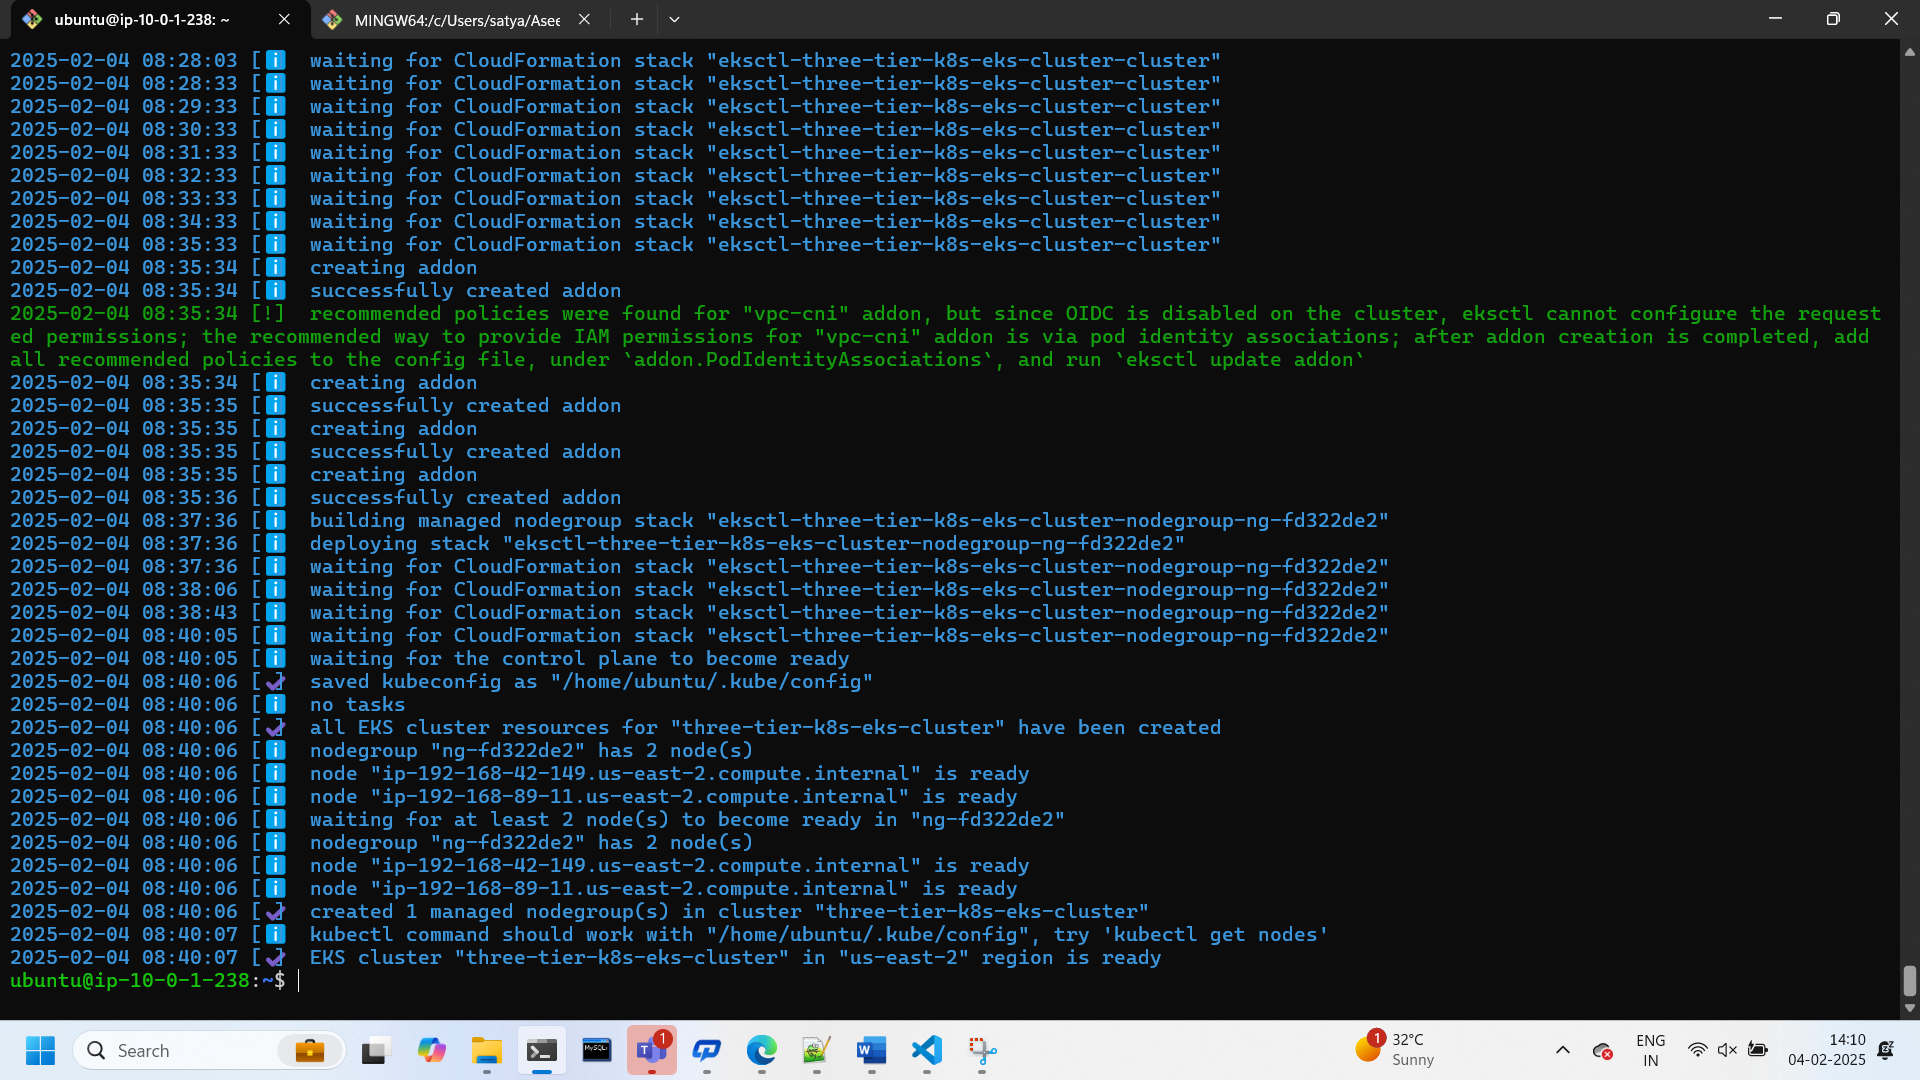 ubuntu@ip-10-0-1-238: ~
MINGW64:/c/Users/satya/Asee
2025-02-04 08:28:03 [ℹ]  waiting for CloudFormation stack "eksctl-three-tier-k8s-eks-cluster-cluster"
2025-02-04 08:28:33 [ℹ]  waiting for CloudFormation stack "eksctl-three-tier-k8s-eks-cluster-cluster"
2025-02-04 08:29:33 [ℹ]  waiting for CloudFormation stack "eksctl-three-tier-k8s-eks-cluster-cluster"
2025-02-04 08:30:33 [ℹ]  waiting for CloudFormation stack "eksctl-three-tier-k8s-eks-cluster-cluster"
2025-02-04 08:31:33 [ℹ]  waiting for CloudFormation stack "eksctl-three-tier-k8s-eks-cluster-cluster"
2025-02-04 08:32:33 [ℹ]  waiting for CloudFormation stack "eksctl-three-tier-k8s-eks-cluster-cluster"
2025-02-04 08:33:33 [ℹ]  waiting for CloudFormation stack "eksctl-three-tier-k8s-eks-cluster-cluster"
2025-02-04 08:34:33 [ℹ]  waiting for CloudFormation stack "eksctl-three-tier-k8s-eks-cluster-cluster"
2025-02-04 08:35:33 [ℹ]  waiting for CloudFormation stack "eksctl-three-tier-k8s-eks-cluster-cluster"
2025-02-04 08:35:34 [ℹ]  creating addon
2025-02-04 08:35:34 [ℹ]  successfully created addon
2025-02-04 08:35:34 [!]  recommended policies were found for "vpc-cni" addon, but since OIDC is disabled on the cluster, eksctl cannot configure the request
ed permissions; the recommended way to provide IAM permissions for "vpc-cni" addon is via pod identity associations; after addon creation is completed, add
all recommended policies to the config file, under `addon.PodIdentityAssociations`, and run `eksctl update addon`
2025-02-04 08:35:34 [ℹ]  creating addon
2025-02-04 08:35:35 [ℹ]  successfully created addon
2025-02-04 08:35:35 [ℹ]  creating addon
2025-02-04 08:35:35 [ℹ]  successfully created addon
2025-02-04 08:35:35 [ℹ]  creating addon
2025-02-04 08:35:36 [ℹ]  successfully created addon
2025-02-04 08:37:36 [ℹ]  building managed nodegroup stack "eksctl-three-tier-k8s-eks-cluster-nodegroup-ng-fd322de2"
2025-02-04 08:37:36 [ℹ]  deploying stack "eksctl-three-tier-k8s-eks-cluster-nodegroup-ng-fd322de2"
2025-02-04 08:37:36 [ℹ]  waiting for CloudFormation stack "eksctl-three-tier-k8s-eks-cluster-nodegroup-ng-fd322de2"
2025-02-04 08:38:06 [ℹ]  waiting for CloudFormation stack "eksctl-three-tier-k8s-eks-cluster-nodegroup-ng-fd322de2"
2025-02-04 08:38:43 [ℹ]  waiting for CloudFormation stack "eksctl-three-tier-k8s-eks-cluster-nodegroup-ng-fd322de2"
2025-02-04 08:40:05 [ℹ]  waiting for CloudFormation stack "eksctl-three-tier-k8s-eks-cluster-nodegroup-ng-fd322de2"
2025-02-04 08:40:05 [ℹ]  waiting for the control plane to become ready
2025-02-04 08:40:06 [✔]  saved kubeconfig as "/home/ubuntu/.kube/config"
2025-02-04 08:40:06 [ℹ]  no tasks
2025-02-04 08:40:06 [✔]  all EKS cluster resources for "three-tier-k8s-eks-cluster" have been created
2025-02-04 08:40:06 [ℹ]  nodegroup "ng-fd322de2" has 2 node(s)
2025-02-04 08:40:06 [ℹ]  node "ip-192-168-42-149.us-east-2.compute.internal" is ready
2025-02-04 08:40:06 [ℹ]  node "ip-192-168-89-11.us-east-2.compute.internal" is ready
2025-02-04 08:40:06 [ℹ]  waiting for at least 2 node(s) to become ready in "ng-fd322de2"
2025-02-04 08:40:06 [ℹ]  nodegroup "ng-fd322de2" has 2 node(s)
2025-02-04 08:40:06 [ℹ]  node "ip-192-168-42-149.us-east-2.compute.internal" is ready
2025-02-04 08:40:06 [ℹ]  node "ip-192-168-89-11.us-east-2.compute.internal" is ready
2025-02-04 08:40:06 [✔]  created 1 managed nodegroup(s) in cluster "three-tier-k8s-eks-cluster"
2025-02-04 08:40:07 [ℹ]  kubectl command should work with "/home/ubuntu/.kube/config", try 'kubectl get nodes'
2025-02-04 08:40:07 [✔]  EKS cluster "three-tier-k8s-eks-cluster" in "us-east-2" region is ready
ubuntu@ip-10-0-1-238:~$
Search
MySQL
1
1
32°C
Sunny
ENG
IN
14:10
04-02-2025